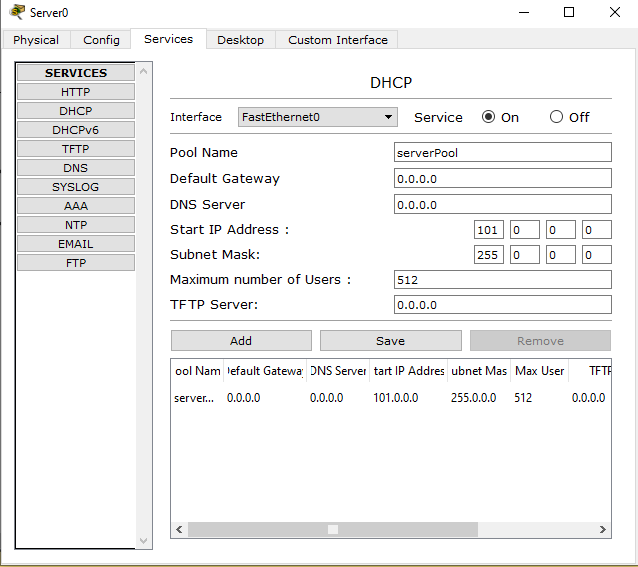 Server0
Physical Config Services Desktop Custom Interface
SERVICES
HTTP
DHCP
DHCPv6
TFTP
DNS
SYSLOG
AAA
NTP
EMAIL
FTP
DHCP
Interface FastEthernet0 Service On Off
Pool Name serverPool
Default Gateway 0.0.0.0
DNS Server 0.0.0.0
Start IP Address : 101 0 0 0
Subnet Mask: 255 0 0 0
Maximum number of Users : 512
TFTP Server: 0.0.0.0
Add Save Remove
ool Nam efault Gateway DNS Server tart IP Addres ubnet Mas Max User TFTP
server... 0.0.0.0 0.0.0.0 101.0.0.0 255.0.0.0 512 0.0.0.0